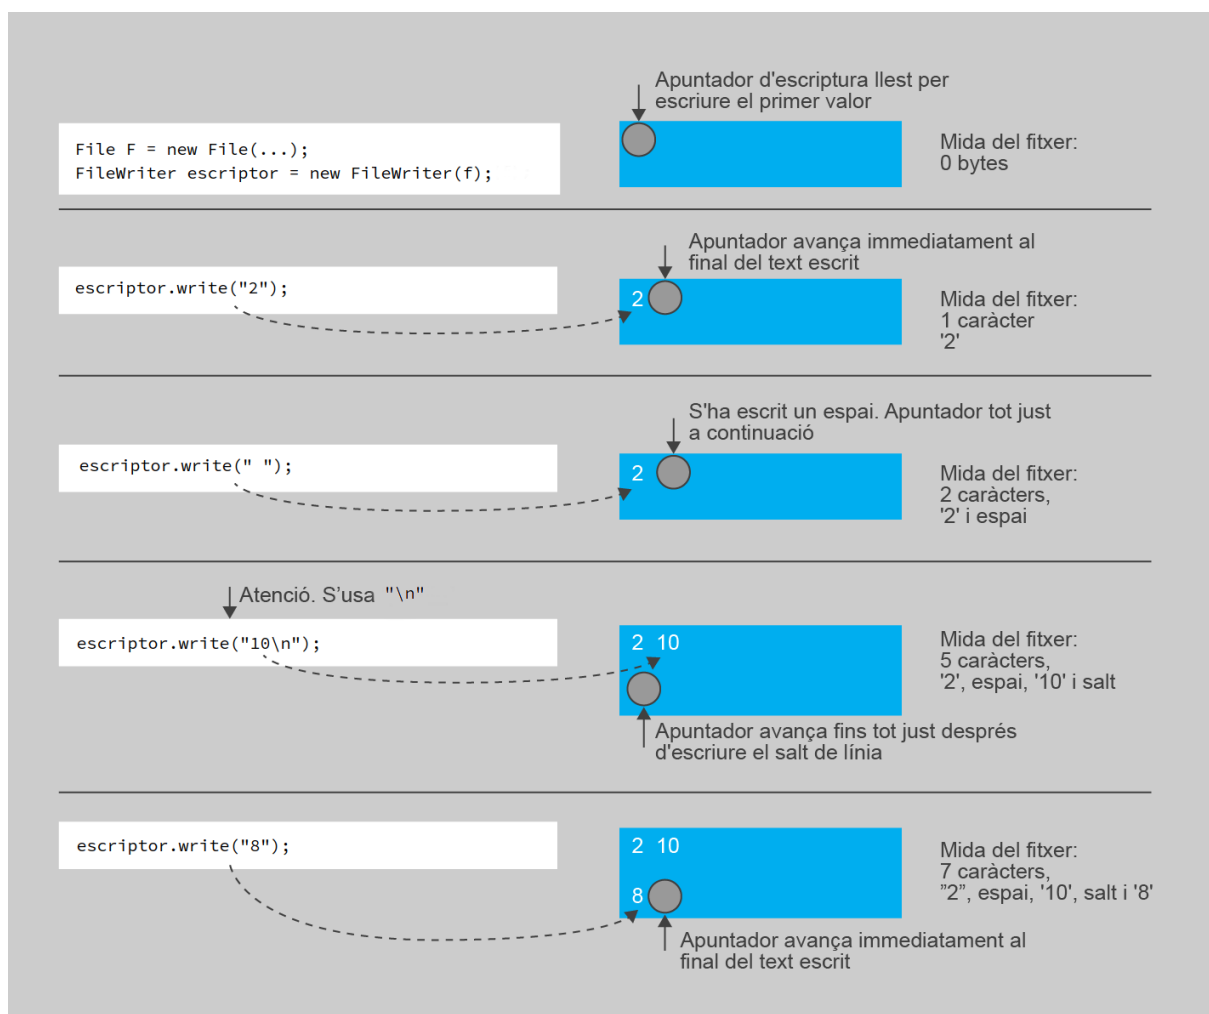 Apuntador d'escriptura llest per
escriure el primer valor
File F = new File(...);
FileWriter escriptor = new FileWriter(f);
Mida del fitxer:
0 bytes
Apuntador avança immediatament al
final del text escrit
escriptor.write("2");
2
Mida del fitxer:
1 caràcter
'2'
S'ha escrit un espai. Apuntador tot just
a continuació
escriptor.write(" ");
2
Mida del fitxer:
2 caràcters,
'2' i espai
Atenció. S'usa "\n"
escriptor.write("10\n");
2 10
Mida del fitxer:
5 caràcters,
'2', espai, '10' i salt
Apuntador avança fins tot just després
d'escriure el salt de línia
escriptor.write("8");
2 10
8
Mida del fitxer:
7 caràcters,
”2”, espai, '10', salt i '8'
Apuntador avança immediatament al
final del text escrit